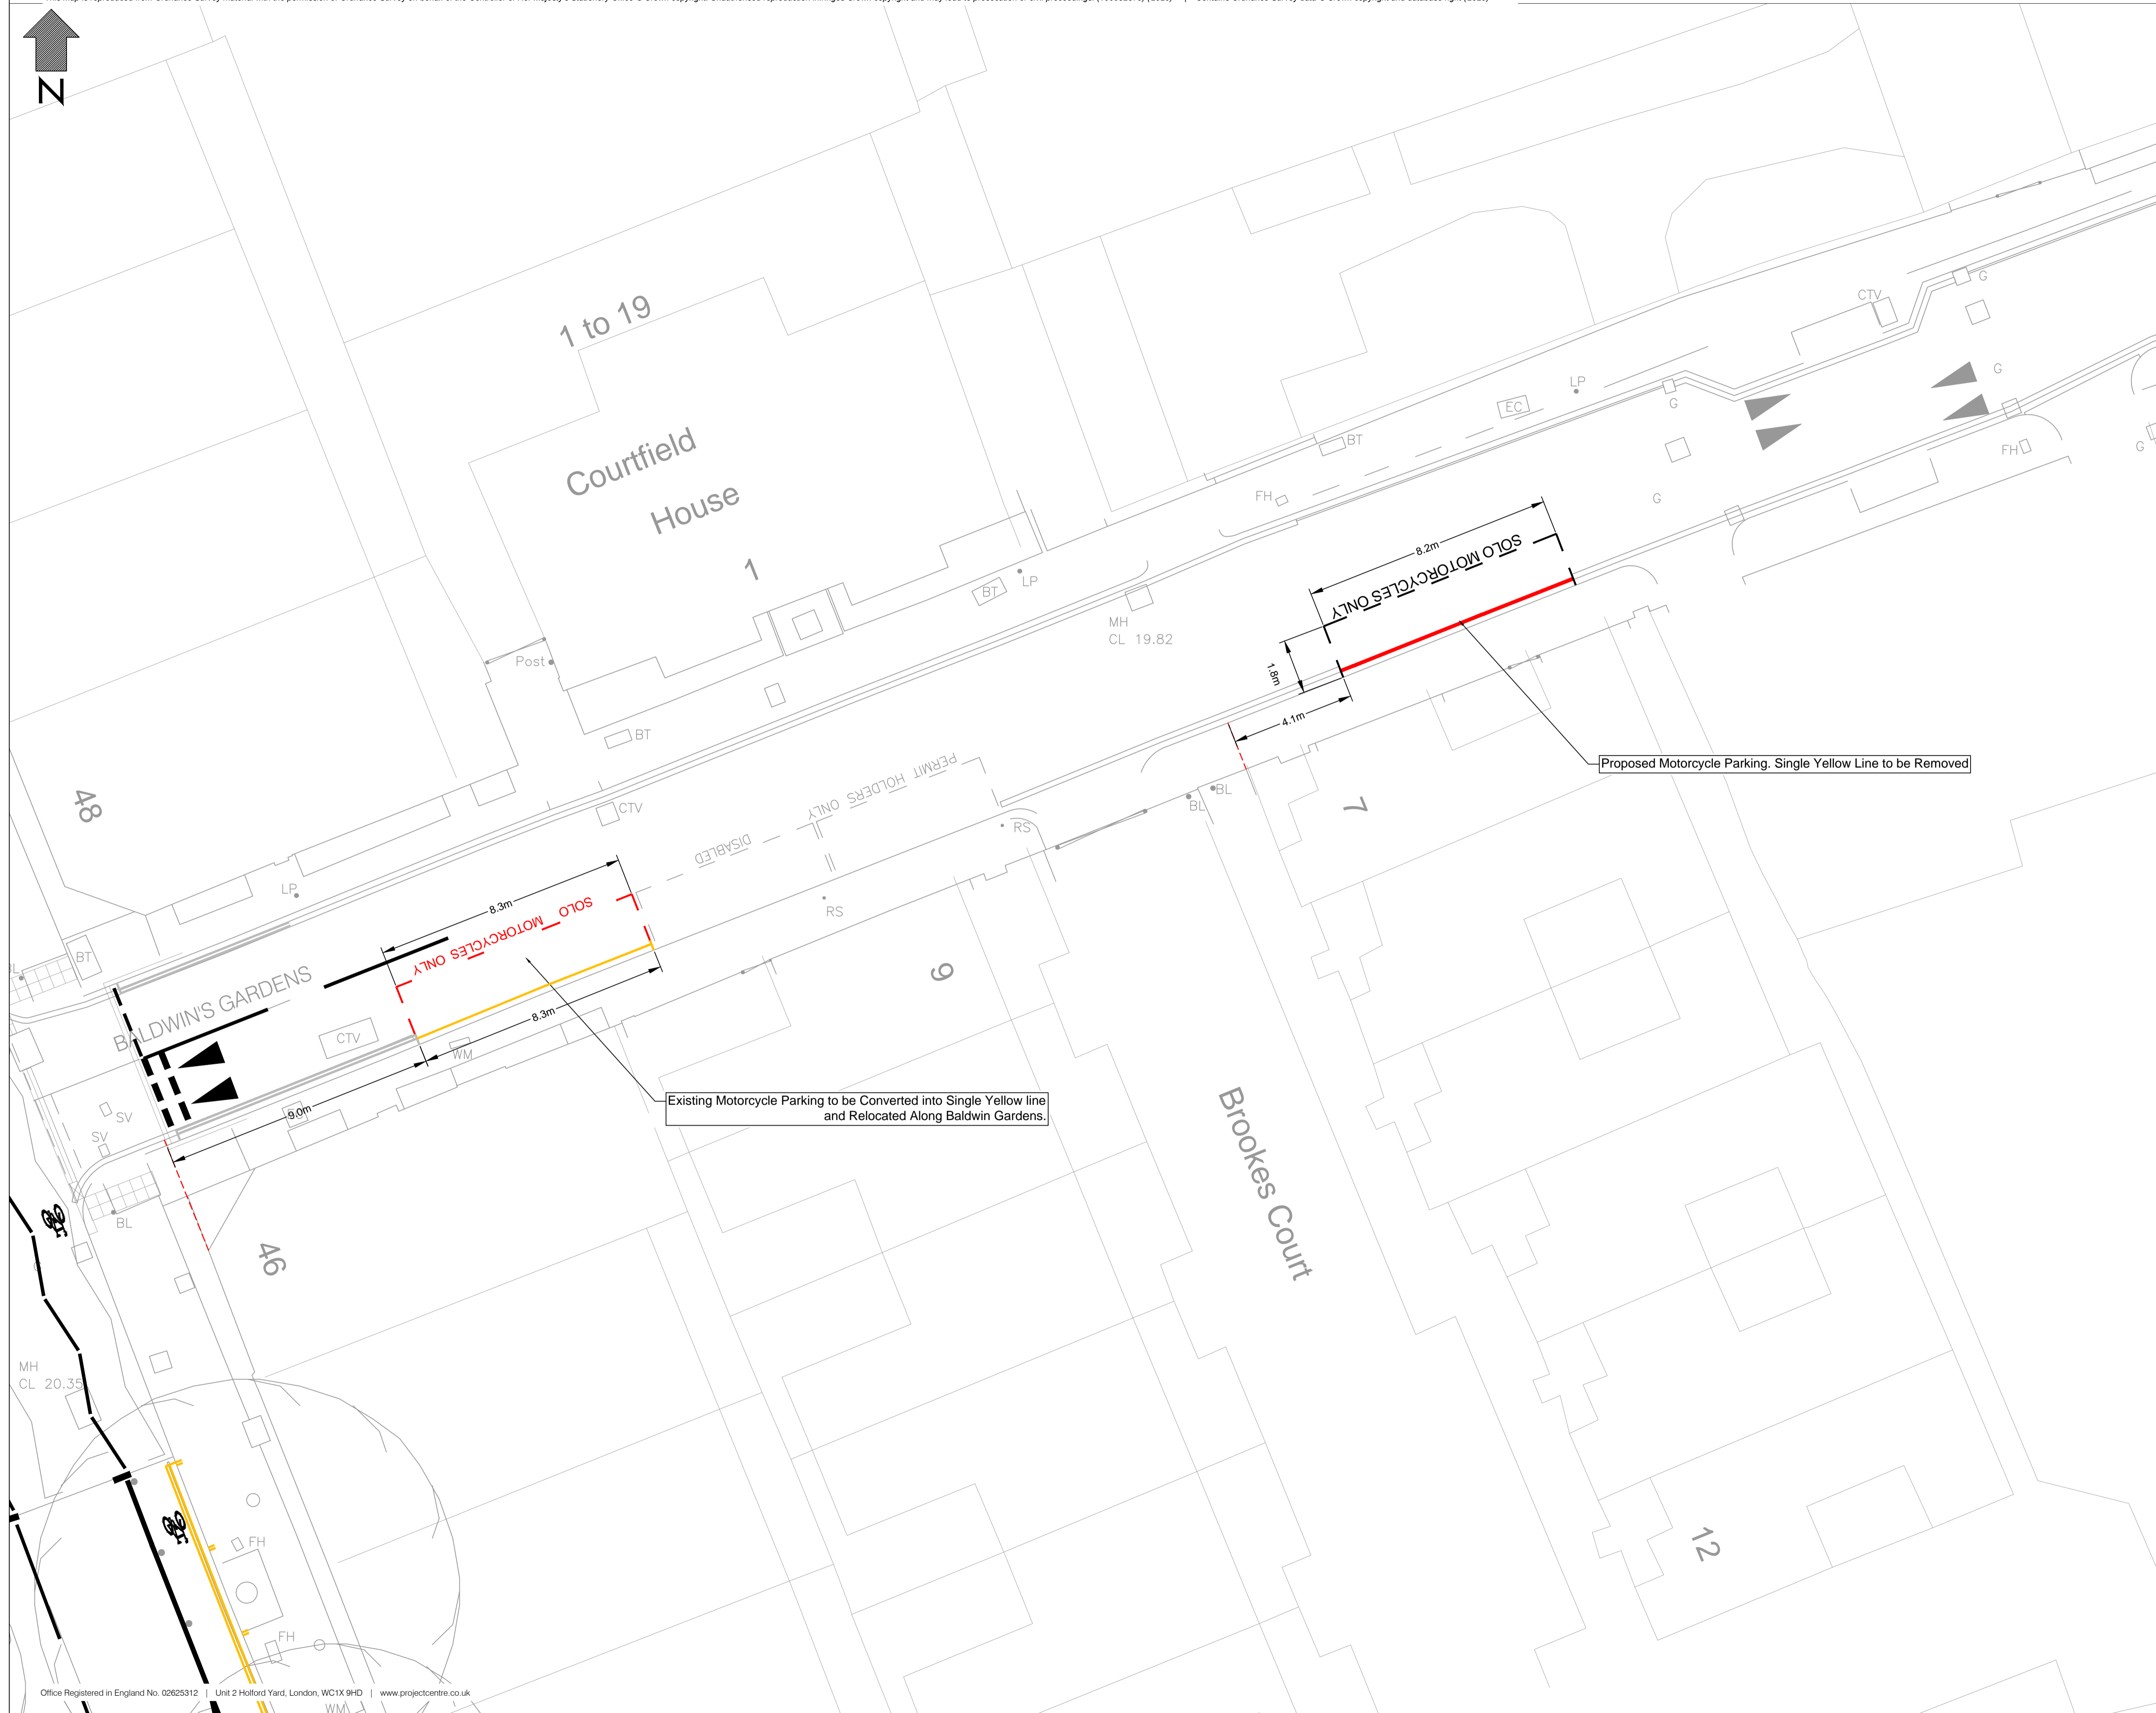 N
1 to 19
Courtfield
House
1
CTV
G
G
LP
EC
G
BT
FH
G
FH
G
LP
BT
MH
CL 19.82
8.2m
SOLO MOTORCYCLES ONLY
1.8m
4.1m
Proposed Motorcycle Parking. Single Yellow Line to be Removed
Post
BT
48
CTV
PERMIT HOLDERS ONLY
DISABLED
RS
BL
BL
7
LP
8.3m
SOLO MOTORCYCLES ONLY
RS
BT
BL
BALDWIN'S GARDENS
CTV
WM
8.3m
9
9.0m
SV
SV
Existing Motorcycle Parking to be Converted into Single Yellow line
and Relocated Along Baldwin Gardens.
Brookes Court
BL
46
MH
CL 20.35
12
FH
FH
Office Registered in England No. 02625312 | Unit 2 Holford Yard, London, WC1X 9HD | www.projectcentre.co.uk
WM